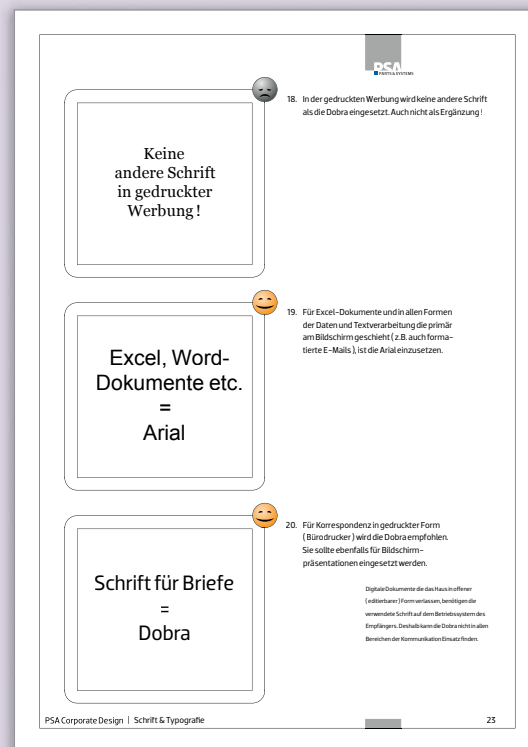 PSA
PARTS & SYSTEMS
Keine
andere Schrift
in gedruckter
Werbung !
18. In der gedruckten Werbung wird keine andere Schrift
als die Dobra eingesetzt. Auch nicht als Ergänzung !
Excel, Word-
Dokumente etc.
=
Arial
19. Für Excel-Dokumente und in allen Formen
der Daten und Textverarbeitung die primär
am Bildschirm geschieht ( z.B. auch forma-
tierte E-Mails ), ist die Arial einzusetzen.
Schrift für Briefe
=
Dobra
20. Für Korrespondenz in gedruckter Form
( Bürodrucker ) wird die Dobra empfohlen.
Sie sollte ebenfalls für Bildschirm-
präsentationen eingesetzt werden.
Digitale Dokumente die das Haus in offener
( editierbarer ) Form verlassen, benötigen die
verwendete Schrift auf dem Betriebssystem des
Empfängers. Deshalb kann die Dobra nicht in allen
Bereichen der Kommunikation Einsatz finden.
PSA Corporate Design | Schrift & Typografie 23